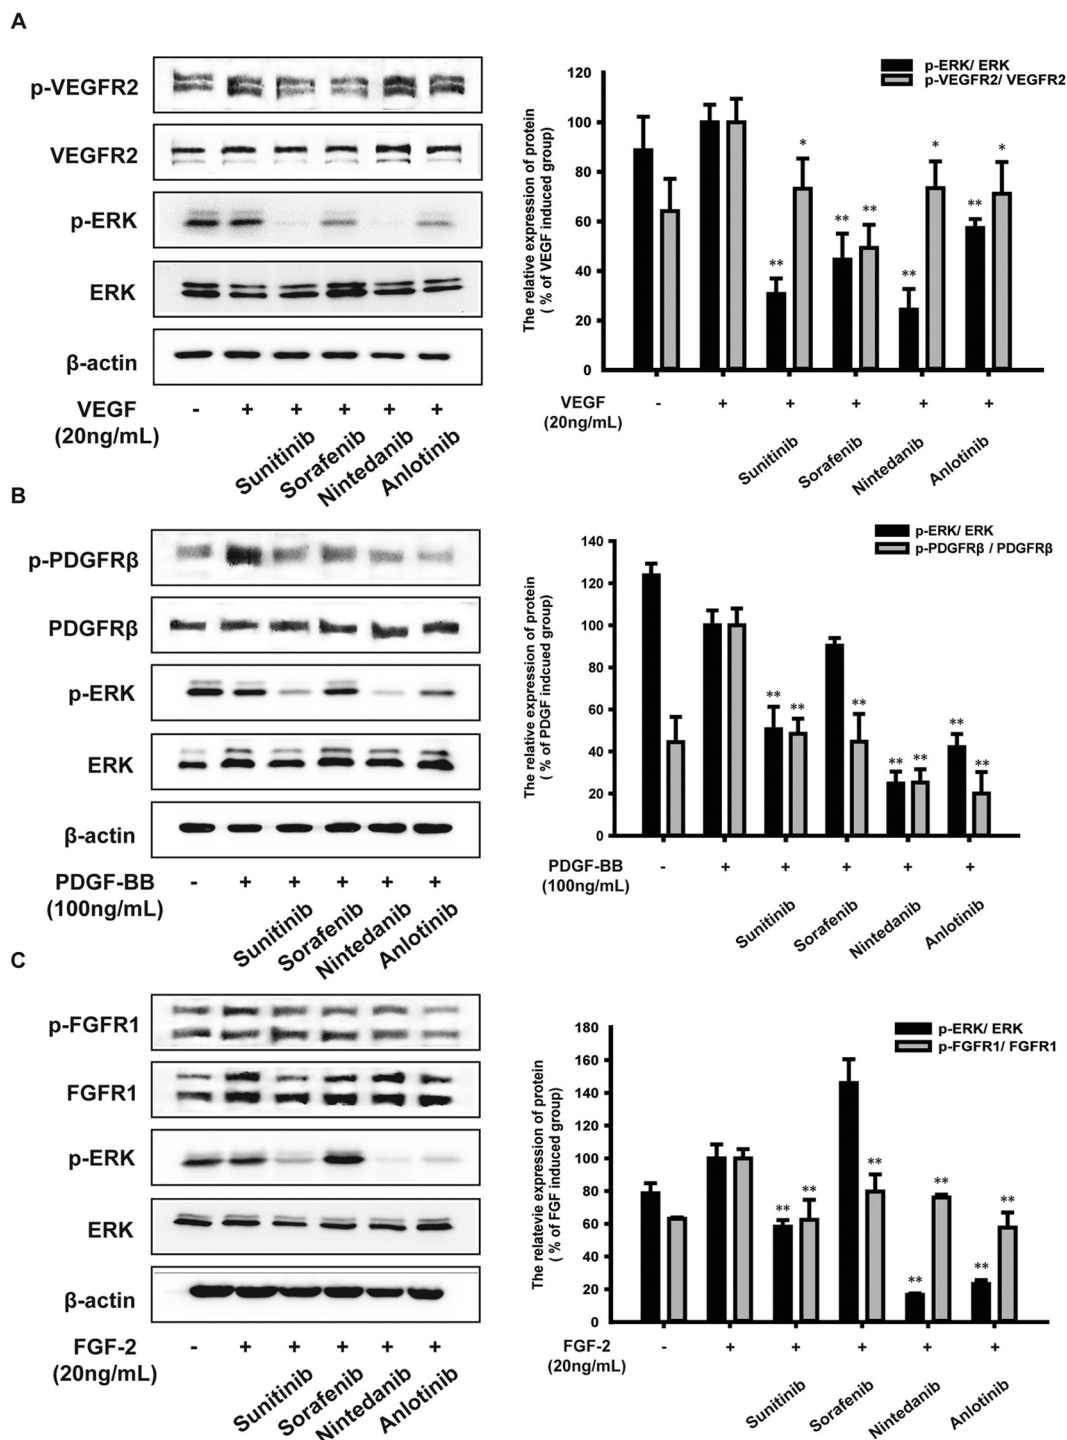 A
p-VEGFR2
VEGFR2
p-ERK
ERK
β-actin
VEGF - + + + + +
(20ng/mL)
Sunitinib
Sorafenib
Nintedanib
Anlotinib
p-ERK/ ERK
p-VEGFR2/ VEGFR2
The relative expression of protein
( % of VEGF induced group)
120
100
80
60
40
20
0
** * ** ** ** * ** *
VEGF - + + + + +
(20ng/mL)
Sunitinib
Sorafenib
Nintedanib
Anlotinib
B
p-PDGFRβ
PDGFRβ
p-ERK
ERK
β-actin
PDGF-BB - + + + + +
(100ng/mL)
Sunitinib
Sorafenib
Nintedanib
Anlotinib
p-ERK/ ERK
p-PDGFRβ / PDGFRβ
The relative expression of protein
( % of PDGF indcued group)
140
120
100
80
60
40
20
0
** ** ** ** ** ** **
PDGF-BB - + + + + +
(100ng/mL)
Sunitinib
Sorafenib
Nintedanib
Anlotinib
C
p-FGFR1
FGFR1
p-ERK
ERK
β-actin
FGF-2 - + + + + +
(20ng/mL)
Sunitinib
Sorafenib
Nintedanib
Anlotinib
p-ERK/ ERK
p-FGFR1/ FGFR1
The relatevie expression of protein
( % of FGF induced group)
180
160
140
120
100
80
60
40
20
0
** ** ** ** ** ** **
FGF-2 - + + + + +
(20ng/mL)
Sunitinib
Sorafenib
Nintedanib
Anlotinib